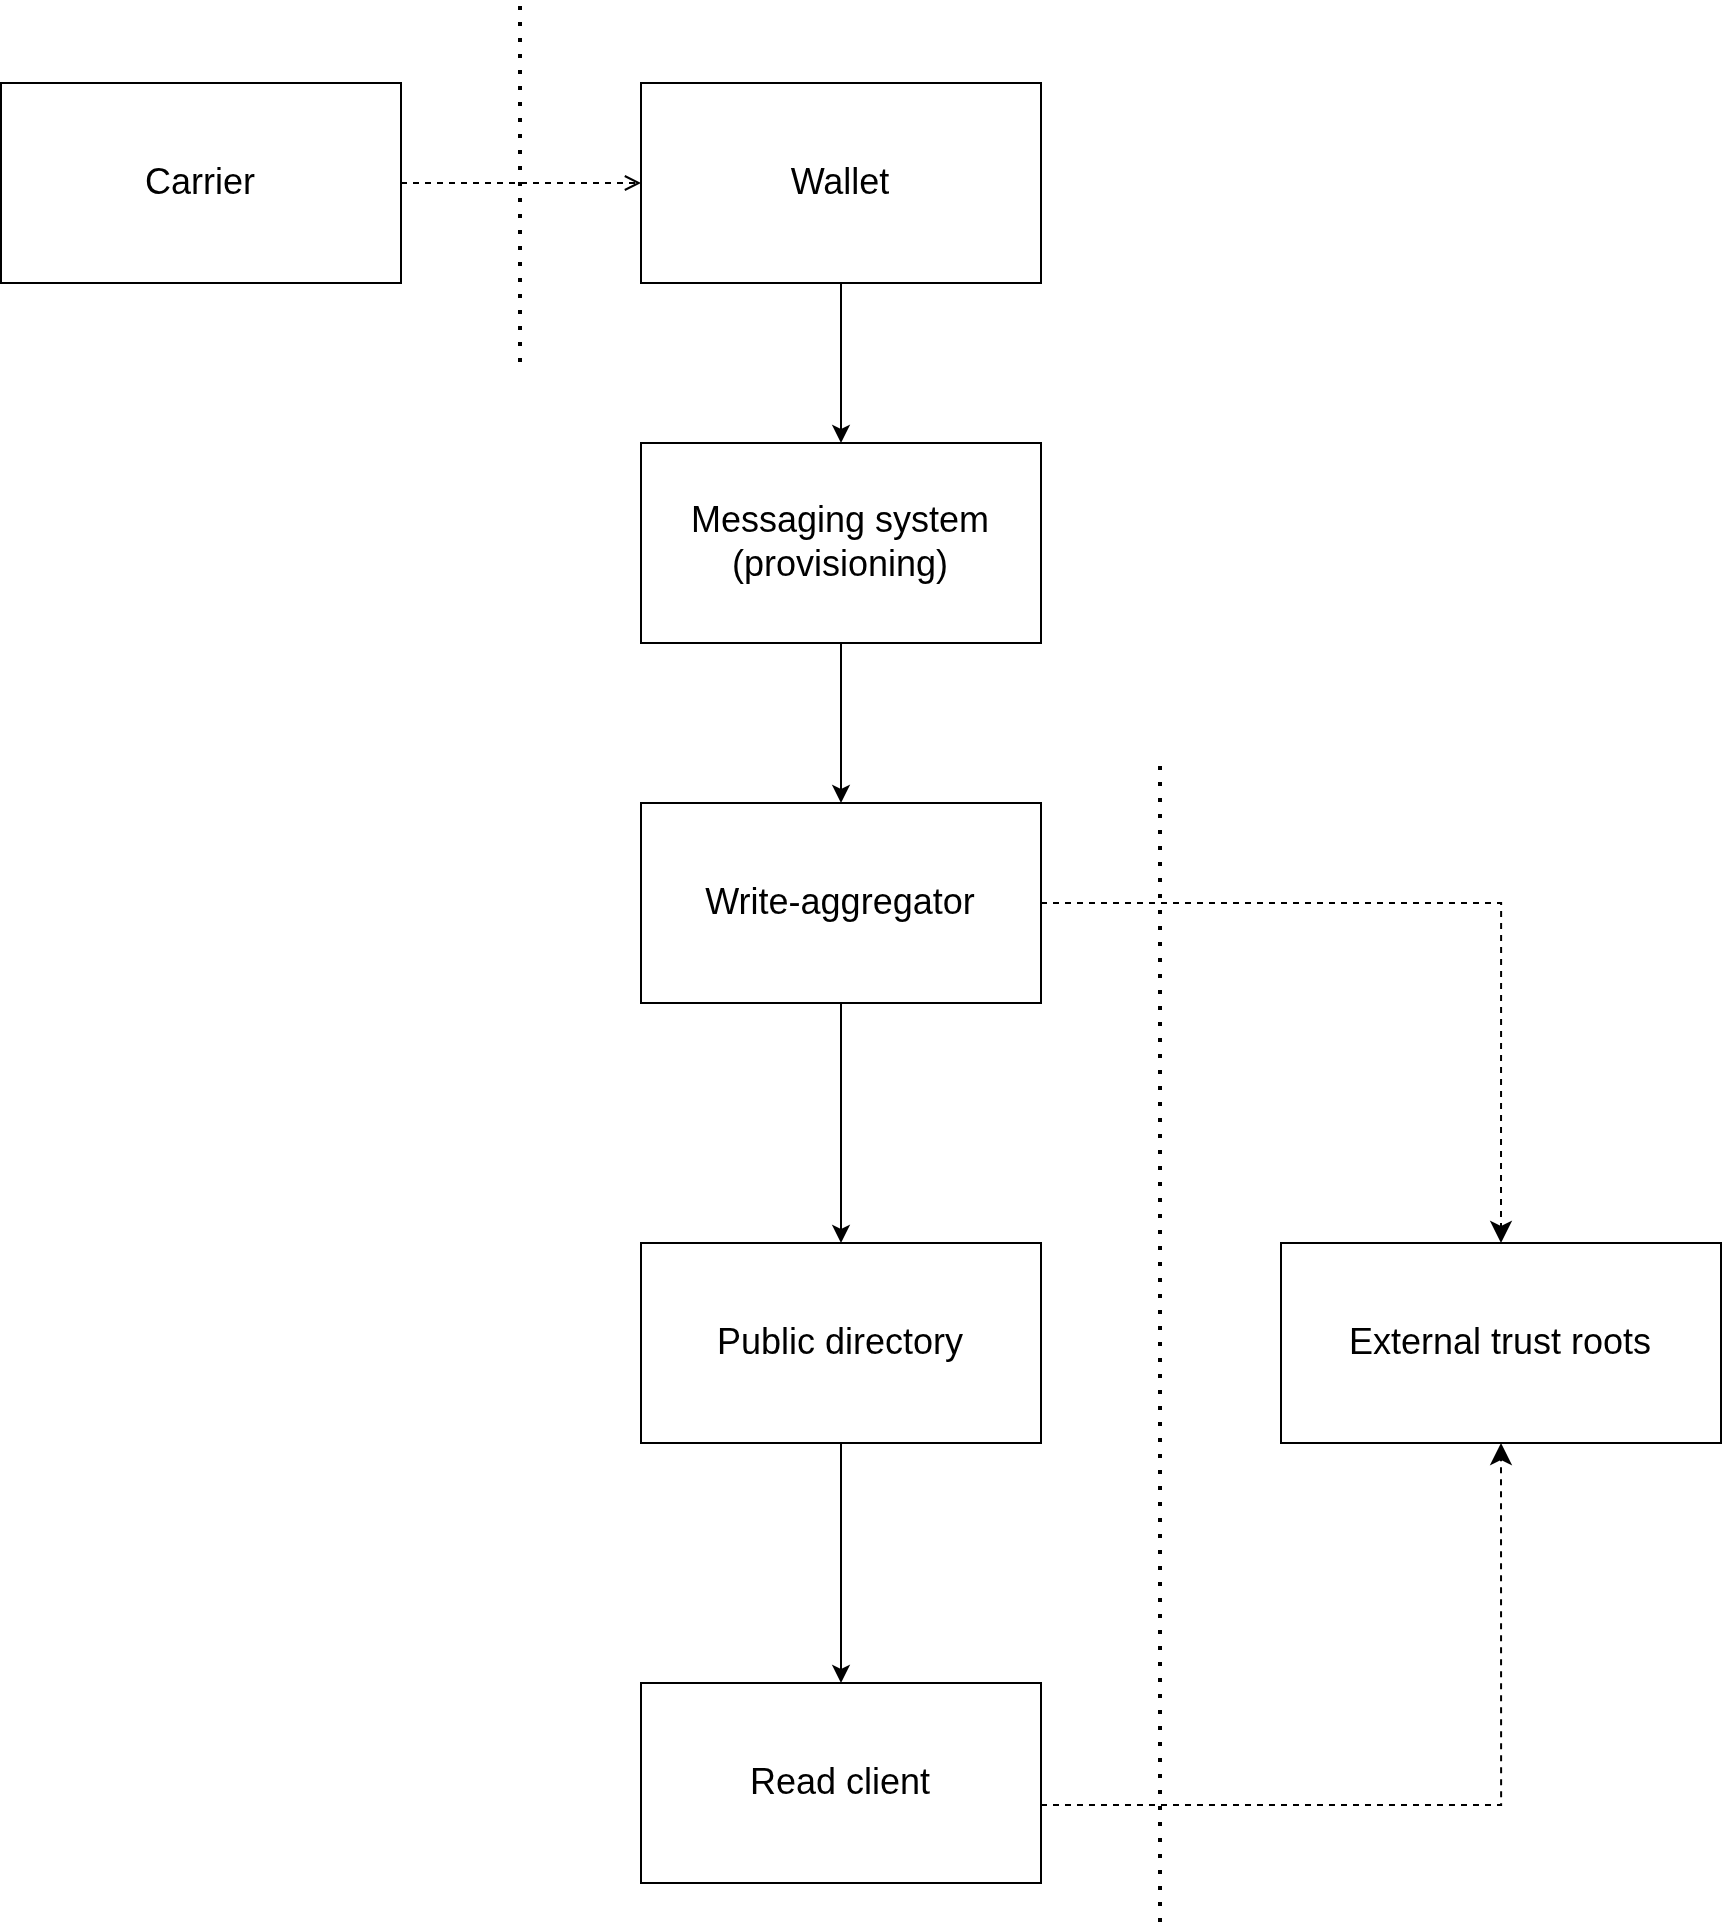 Carrier
Wallet
Messaging system
(provisioning)
Write-aggregator
Public directory
External trust roots
Read client